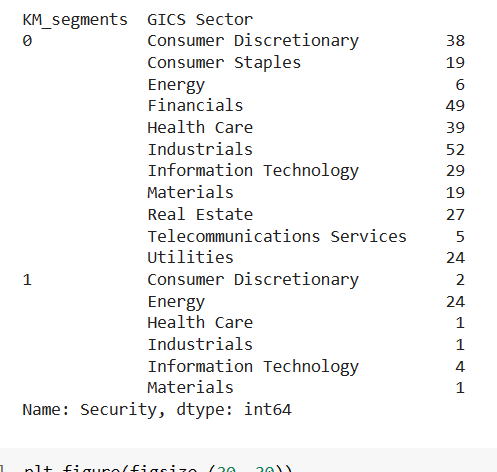 KM_segments  GICS Sector
0            Consumer Discretionary         38
             Consumer Staples               19
             Energy                          6
             Financials                     49
             Health Care                    39
             Industrials                    52
             Information Technology         29
             Materials                      19
             Real Estate                    27
             Telecommunications Services     5
             Utilities                      24
1            Consumer Discretionary          2
             Energy                         24
             Health Care                     1
             Industrials                     1
             Information Technology          4
             Materials                       1
Name: Security, dtype: int64
plt.figure(figsize=(20, 20))